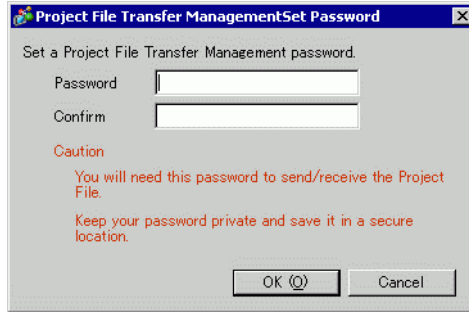 Project File Transfer ManagementSet Password
Set a Project File Transfer Management password.
Password
Confirm
Caution
You will need this password to send/receive the Project
File.
Keep your password private and save it in a secure
location.
OK (O)
Cancel